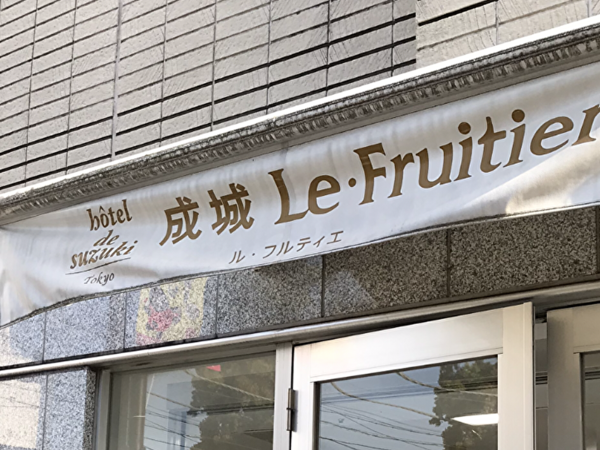 hôtel
de
suzuki
Tokyo
成城 Le・Fruitier
ル・フルティエ